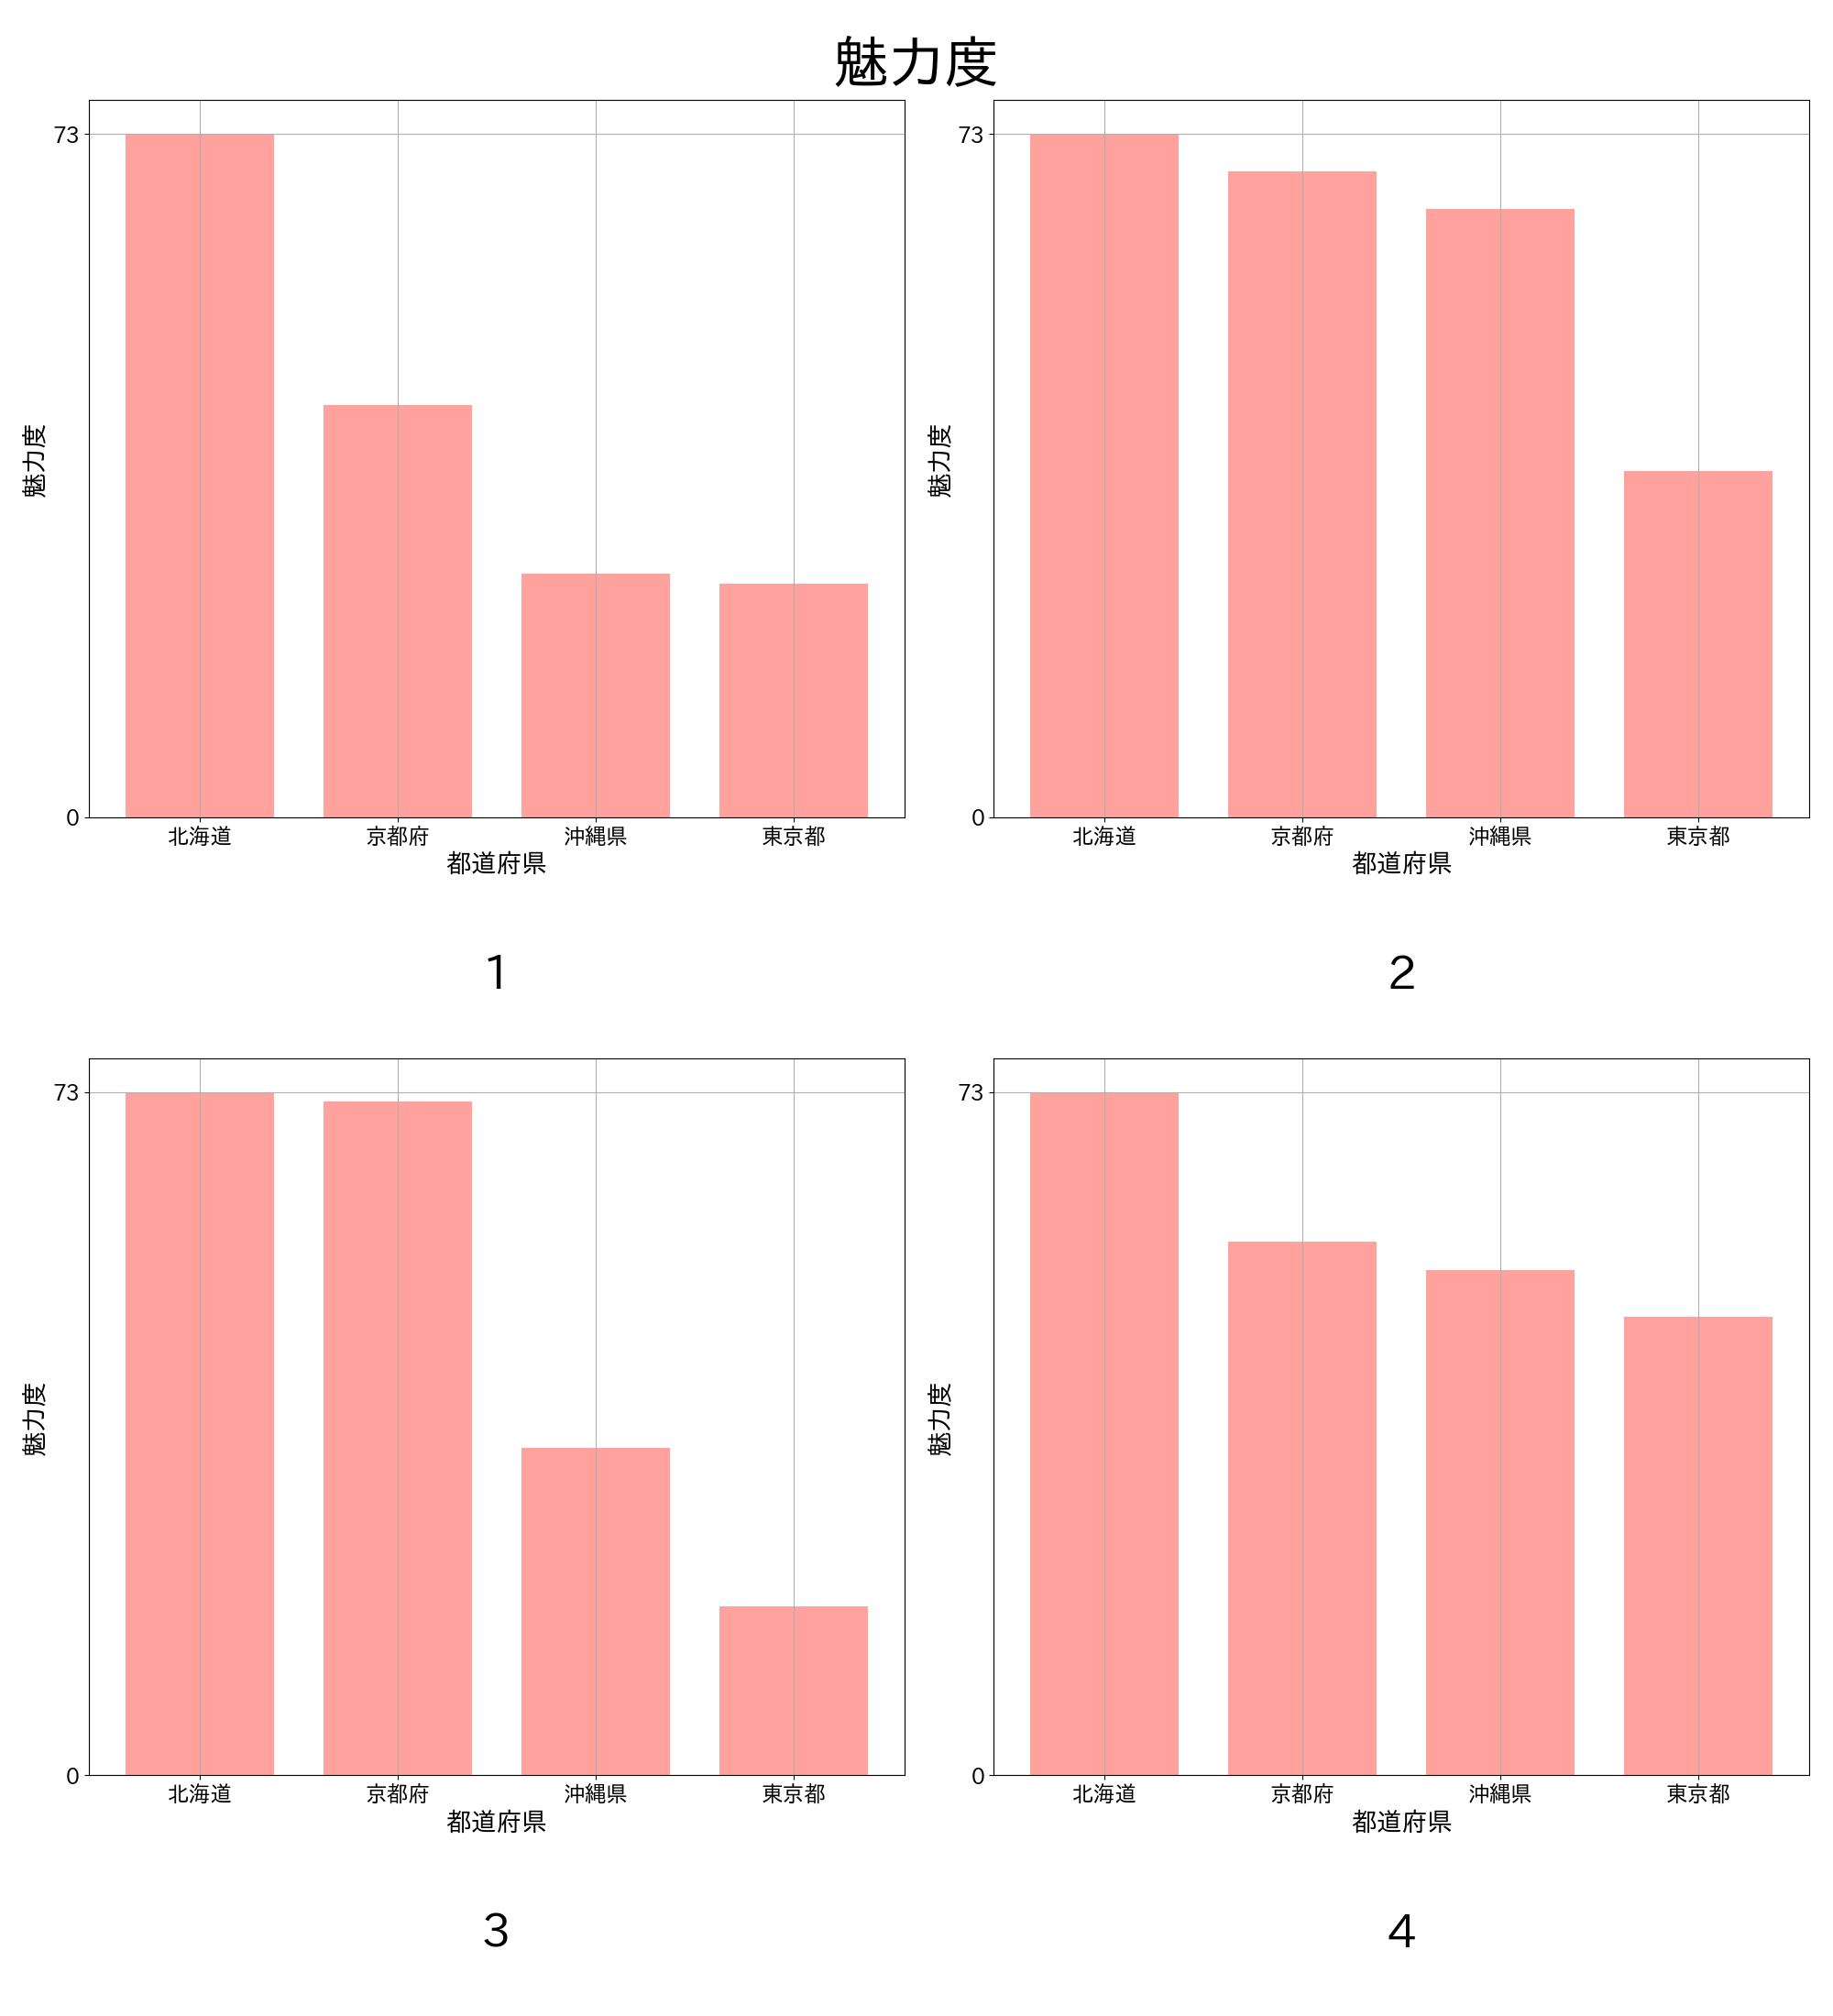 魅力度
73
魅力度
0
北海道 京都府 沖縄県 東京都
都道府県
1
73
魅力度
0
北海道 京都府 沖縄県 東京都
都道府県
2
73
魅力度
0
北海道 京都府 沖縄県 東京都
都道府県
3
73
魅力度
0
北海道 京都府 沖縄県 東京都
都道府県
4